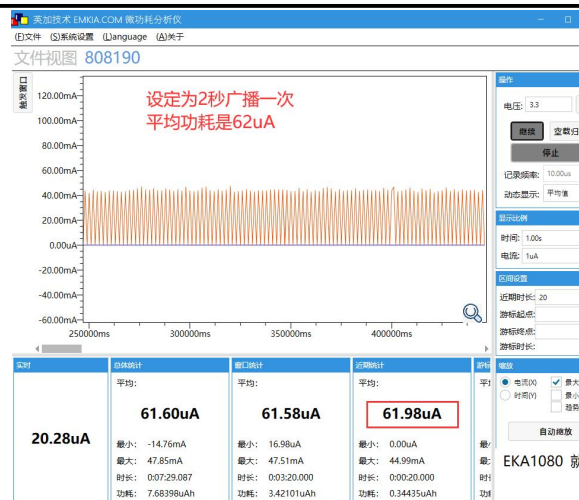 英加技术 EMKIA.COM 微功耗分析仪
(F)文件 (S)系统设置 (L)anguage (A)关于
文件视图 808190
触发窗口
设定为2秒广播一次
平均功耗是62uA
120.00mA
100.00mA
80.00mA
60.00mA
40.00mA
20.00mA
0.00uA
-20.00mA
-40.00mA
-60.00mA
250000ms 300000ms 350000ms 400000ms
操作
电压: 3.3
继续 空载归
停止
记录频率: 10.00us
动态显示: 平均值
显示比例
时间: 1.00s
电流: 1uA
区间设置
近期时长: 20
游标起点:
游标终点:
游标时长:
缩放
电流(X) 最大
时间(Y) 最小
趋势
自动缩放
EKA1080
实时
20.28uA
总体统计
平均:
61.60uA
最小: -14.76mA
最大: 47.85mA
时长: 0:07:29.087
功耗: 7.68398uAh
窗口统计
平均:
61.58uA
最小: 16.98uA
最大: 47.51mA
时长: 0:03:20.000
功耗: 3.42101uAh
近期统计
平均:
61.98uA
最小: 0.00uA
最大: 44.99mA
时长: 0:00:20.000
功耗: 0.34435uAh